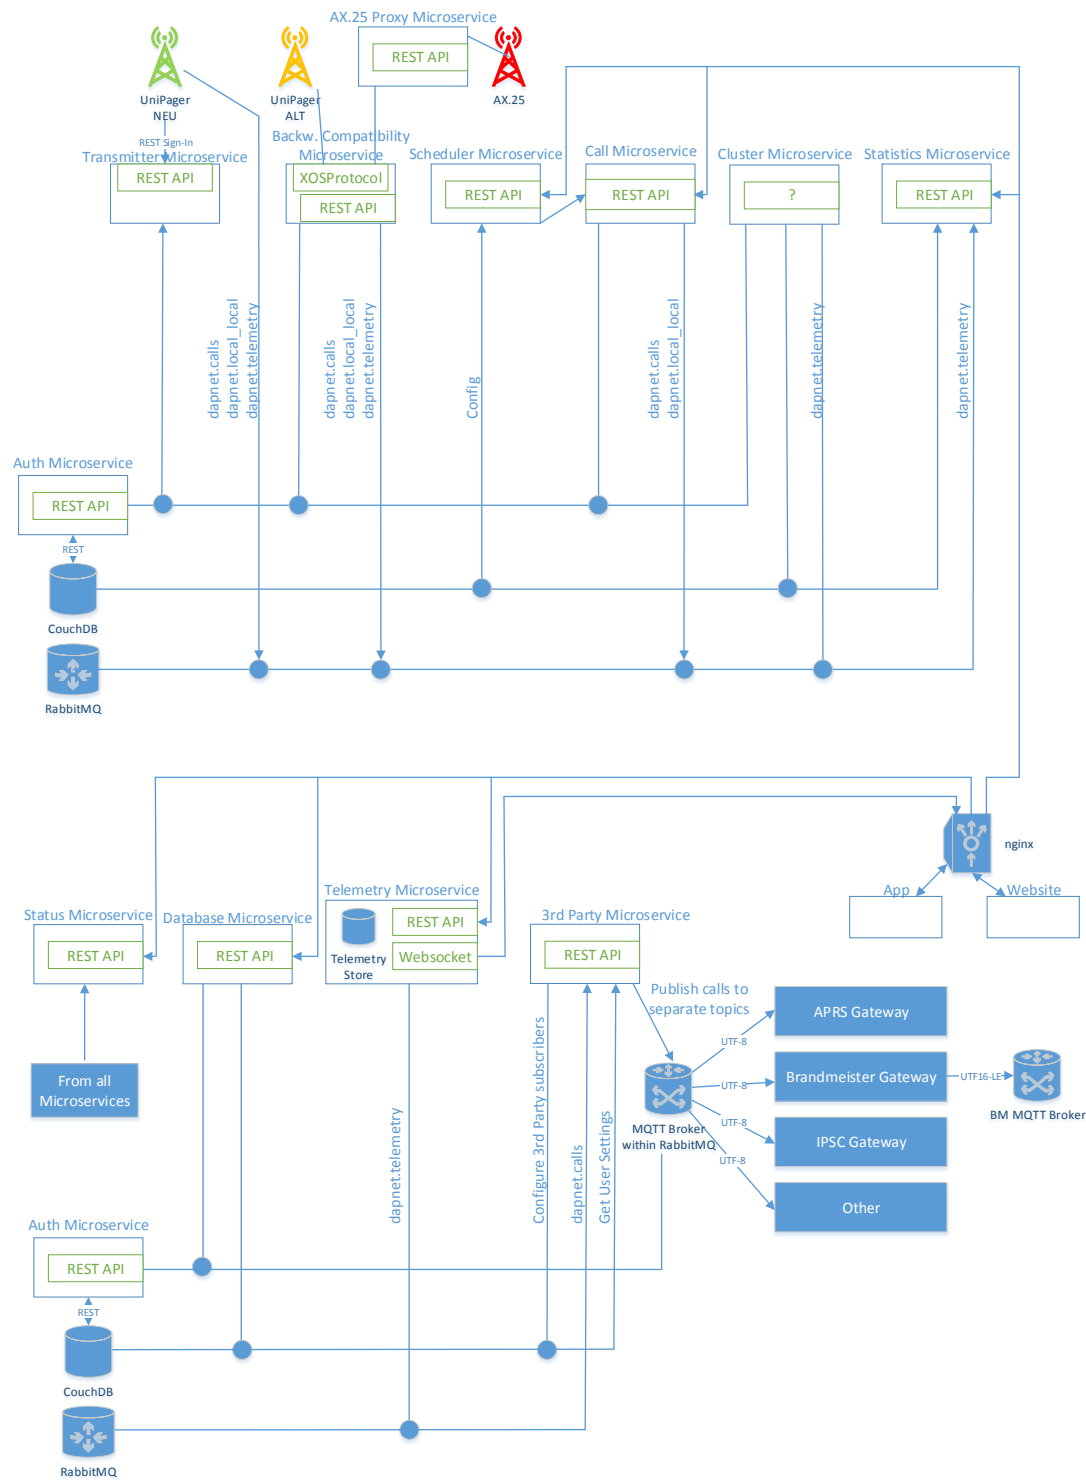 AX.25 Proxy Microservice
REST API
UniPager
NEU
UniPager
ALT
AX.25
REST Sign-In
Transmitter Microservice
REST API
Backw. Compatibility
Microservice
XOSProtocol
REST API
Scheduler Microservice
REST API
Call Microservice
REST API
Cluster Microservice
?
Statistics Microservice
REST API
dapnet.calls
dapnet.local_local
dapnet.telemetry
dapnet.calls
dapnet.local_local
dapnet.telemetry
Config
dapnet.calls
dapnet.local_local
dapnet.telemetry
dapnet.telemetry
Auth Microservice
REST API
REST
CouchDB
RabbitMQ
nginx
App
Website
Status Microservice
REST API
Database Microservice
REST API
Telemetry Microservice
REST API
Websocket
Telemetry
Store
3rd Party Microservice
REST API
Publish calls to
separate topics
From all
Microservices
dapnet.telemetry
Configure 3rd Party subscribers
dapnet.calls
Get User Settings
MQTT Broker
within RabbitMQ
UTF-8
UTF-8
UTF-8
UTF-8
APRS Gateway
Brandmeister Gateway
IPSC Gateway
Other
UTF16-LE
BM MQTT Broker
Auth Microservice
REST API
REST
CouchDB
RabbitMQ